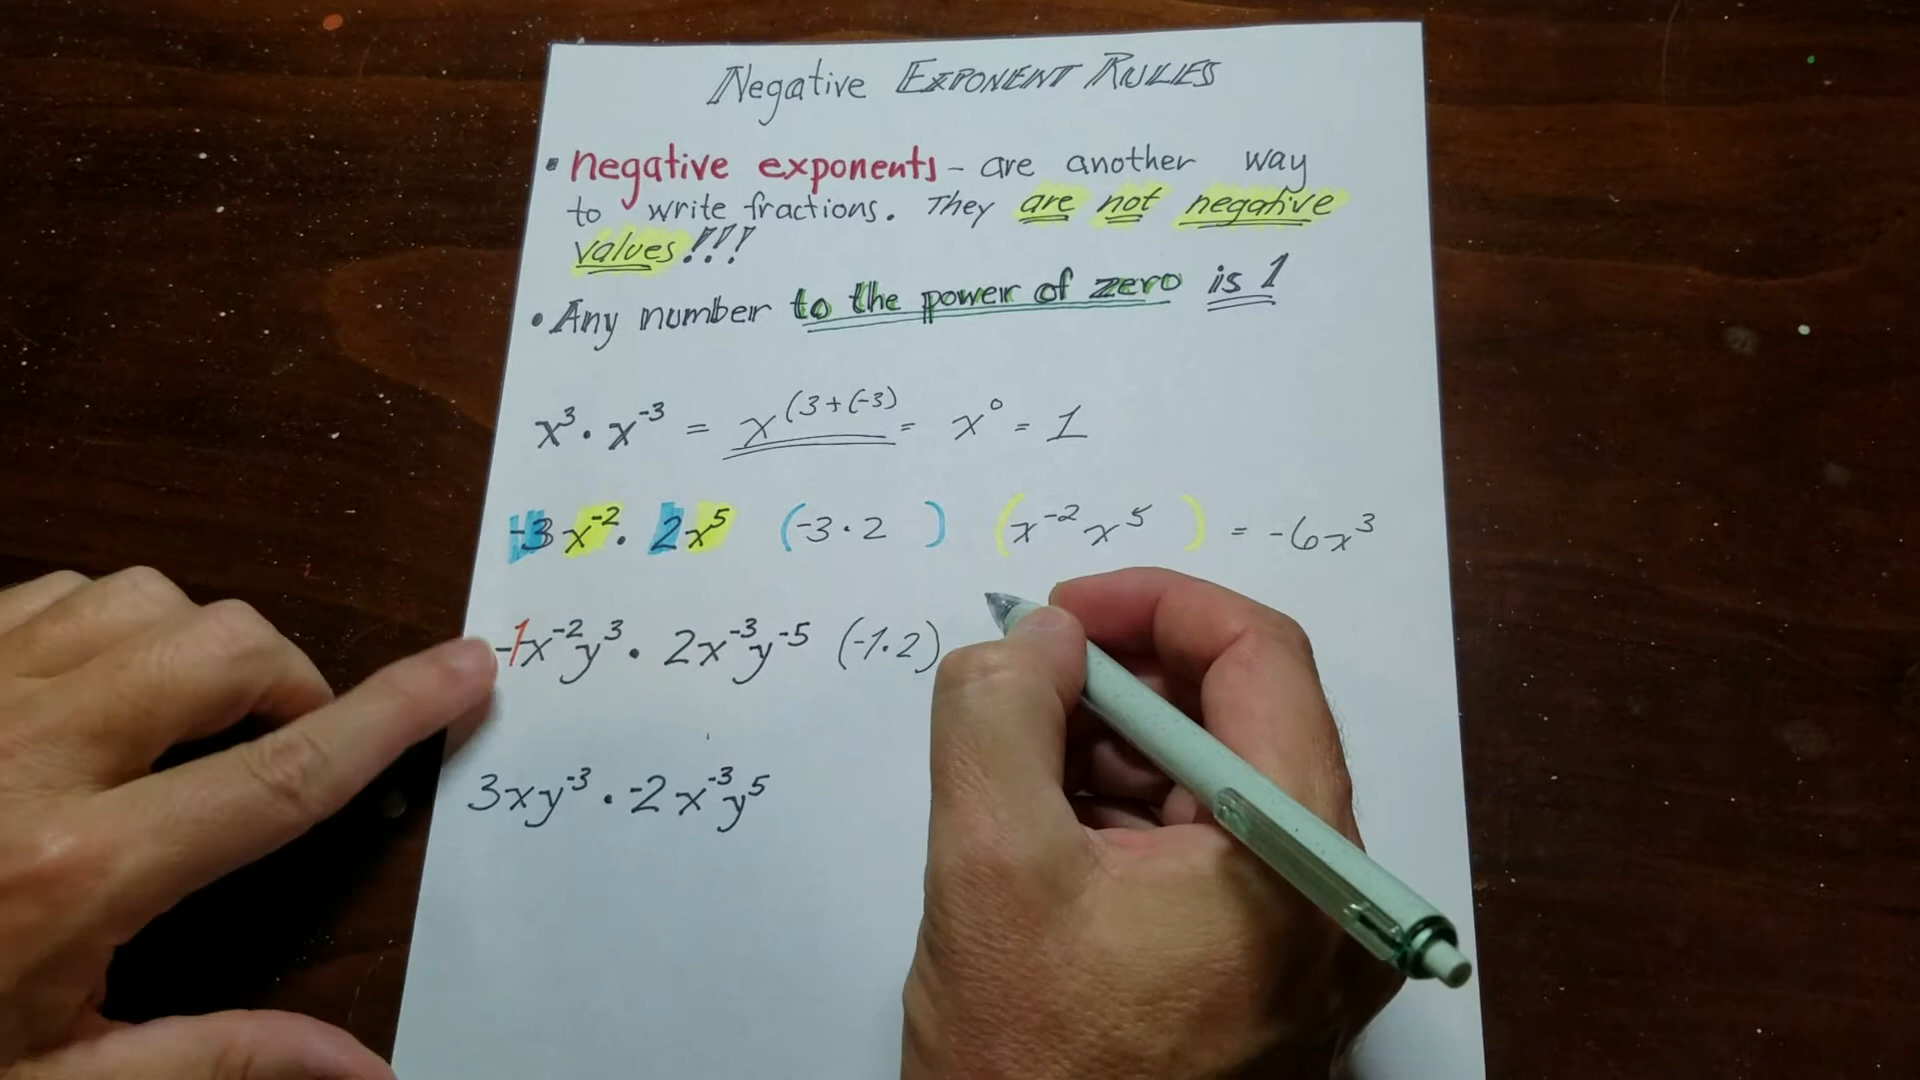 Negative EXPONENT RULES
• negative exponents - are another way
to write fractions. They are not negative
values!!!
• Any number to the power of zero is 1
x³ · x⁻³ = x⁽³⁺⁽⁻³⁾ = x⁰ = 1
-3x⁻² · 2x⁵ (-3 · 2 ) (x⁻² x⁵ ) = -6x³
-1x⁻²y³ · 2x⁻³y⁻⁵ (-1·2)
3xy⁻³ · -2x⁻³y⁵